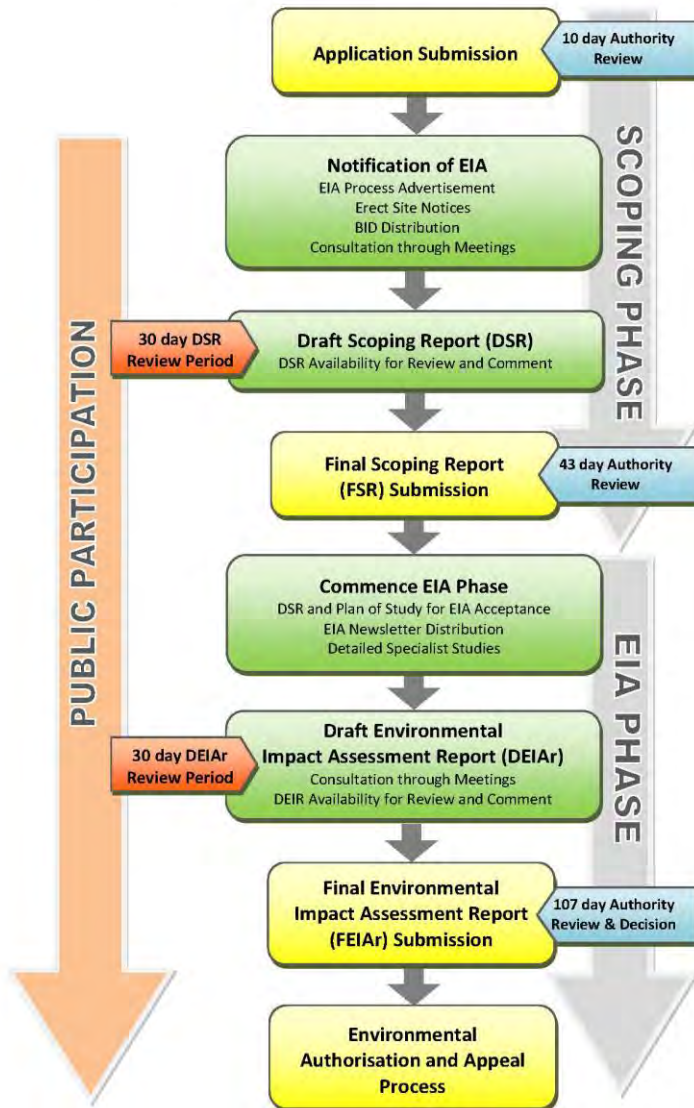 Application Submission
10 day Authority
Review
SCOPING PHASE
Notification of EIA
EIA Process Advertisement
Erect Site Notices
BID Distribution
Consultation through Meetings
PUBLIC PARTICIPATION
30 day DSR
Review Period
Draft Scoping Report (DSR)
DSR Availability for Review and Comment
Final Scoping Report
(FSR) Submission
43 day Authority
Review
Commence EIA Phase
DSR and Plan of Study for EIA Acceptance
EIA Newsletter Distribution
Detailed Specialist Studies
EIA PHASE
30 day DEIAr
Review Period
Draft Environmental
Impact Assessment Report (DEIAr)
Consultation through Meetings
DEIR Availability for Review and Comment
Final Environmental
Impact Assessment Report
(FEIAr) Submission
107 day Authority
Review & Decision
Environmental
Authorisation and Appeal
Process